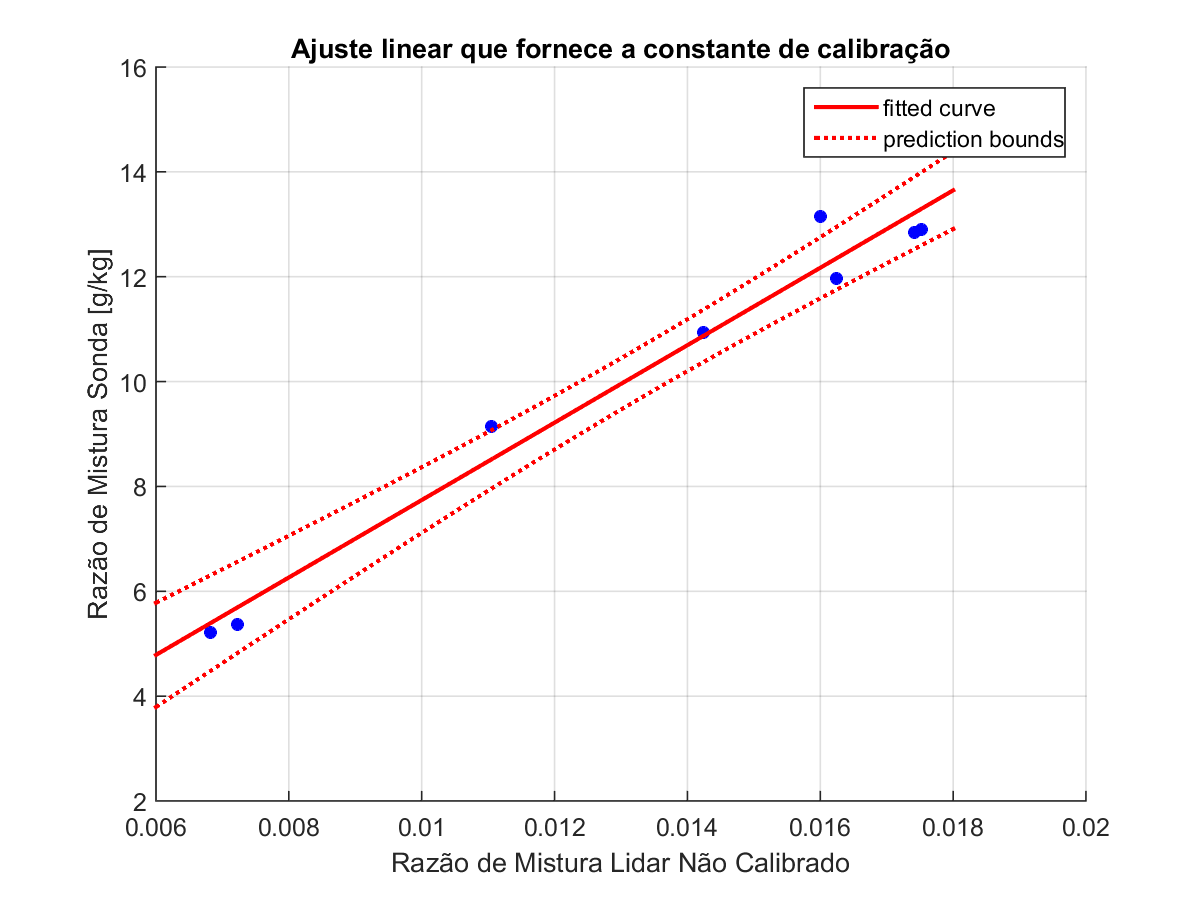 Ajuste linear que fornece a constante de calibração
fitted curve
prediction bounds
16
14
12
10
8
6
4
2
Razão de Mistura Sonda [g/kg]
0.006 0.008 0.01 0.012 0.014 0.016 0.018 0.02
Razão de Mistura Lidar Não Calibrado